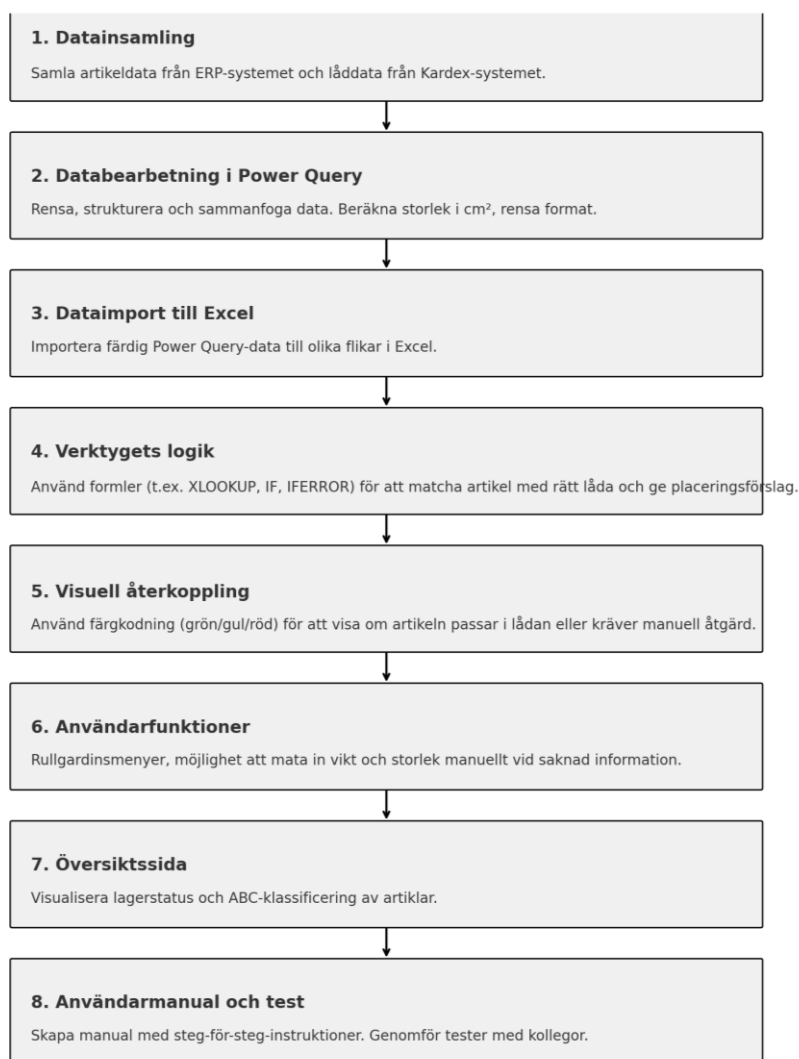 1. Datainsamling
Samla artikeldata från ERP-systemet och låddata från Kardex-systemet.
2. Databearbetning i Power Query
Rensa, strukturera och sammanfoga data. Beräkna storlek i cm², rensa format.
3. Dataimport till Excel
Importera färdig Power Query-data till olika flikar i Excel.
4. Verktygets logik
Använd formler (t.ex. XLOOKUP, IF, IFERROR) för att matcha artikel med rätt låda och ge placeringsförslag.
5. Visuell återkoppling
Använd färgkodning (grön/gul/röd) för att visa om artikeln passar i lådan eller kräver manuell åtgärd.
6. Användarfunktioner
Rullgardinsmenyer, möjlighet att mata in vikt och storlek manuellt vid saknad information.
7. Översiktssida
Visualisera lagerstatus och ABC-klassificering av artiklar.
8. Användarmanual och test
Skapa manual med steg-för-steg-instruktioner. Genomför tester med kollegor.